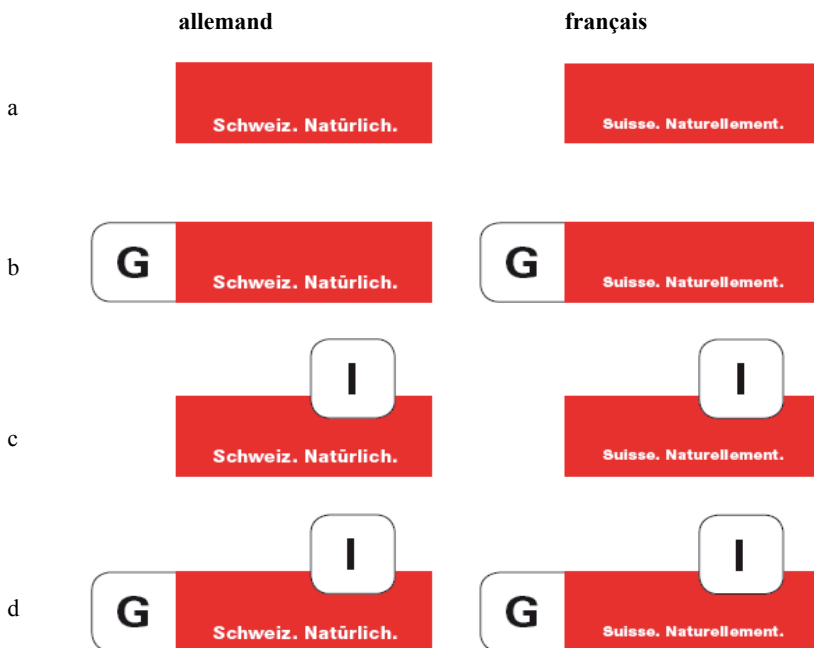 allemand français
a
Schweiz. Natürlich. Suisse. Naturellement.
b
G Schweiz. Natürlich. G Suisse. Naturellement.
I I
c
Schweiz. Natürlich. Suisse. Naturellement.
I I
d
G Schweiz. Natürlich. G Suisse. Naturellement.